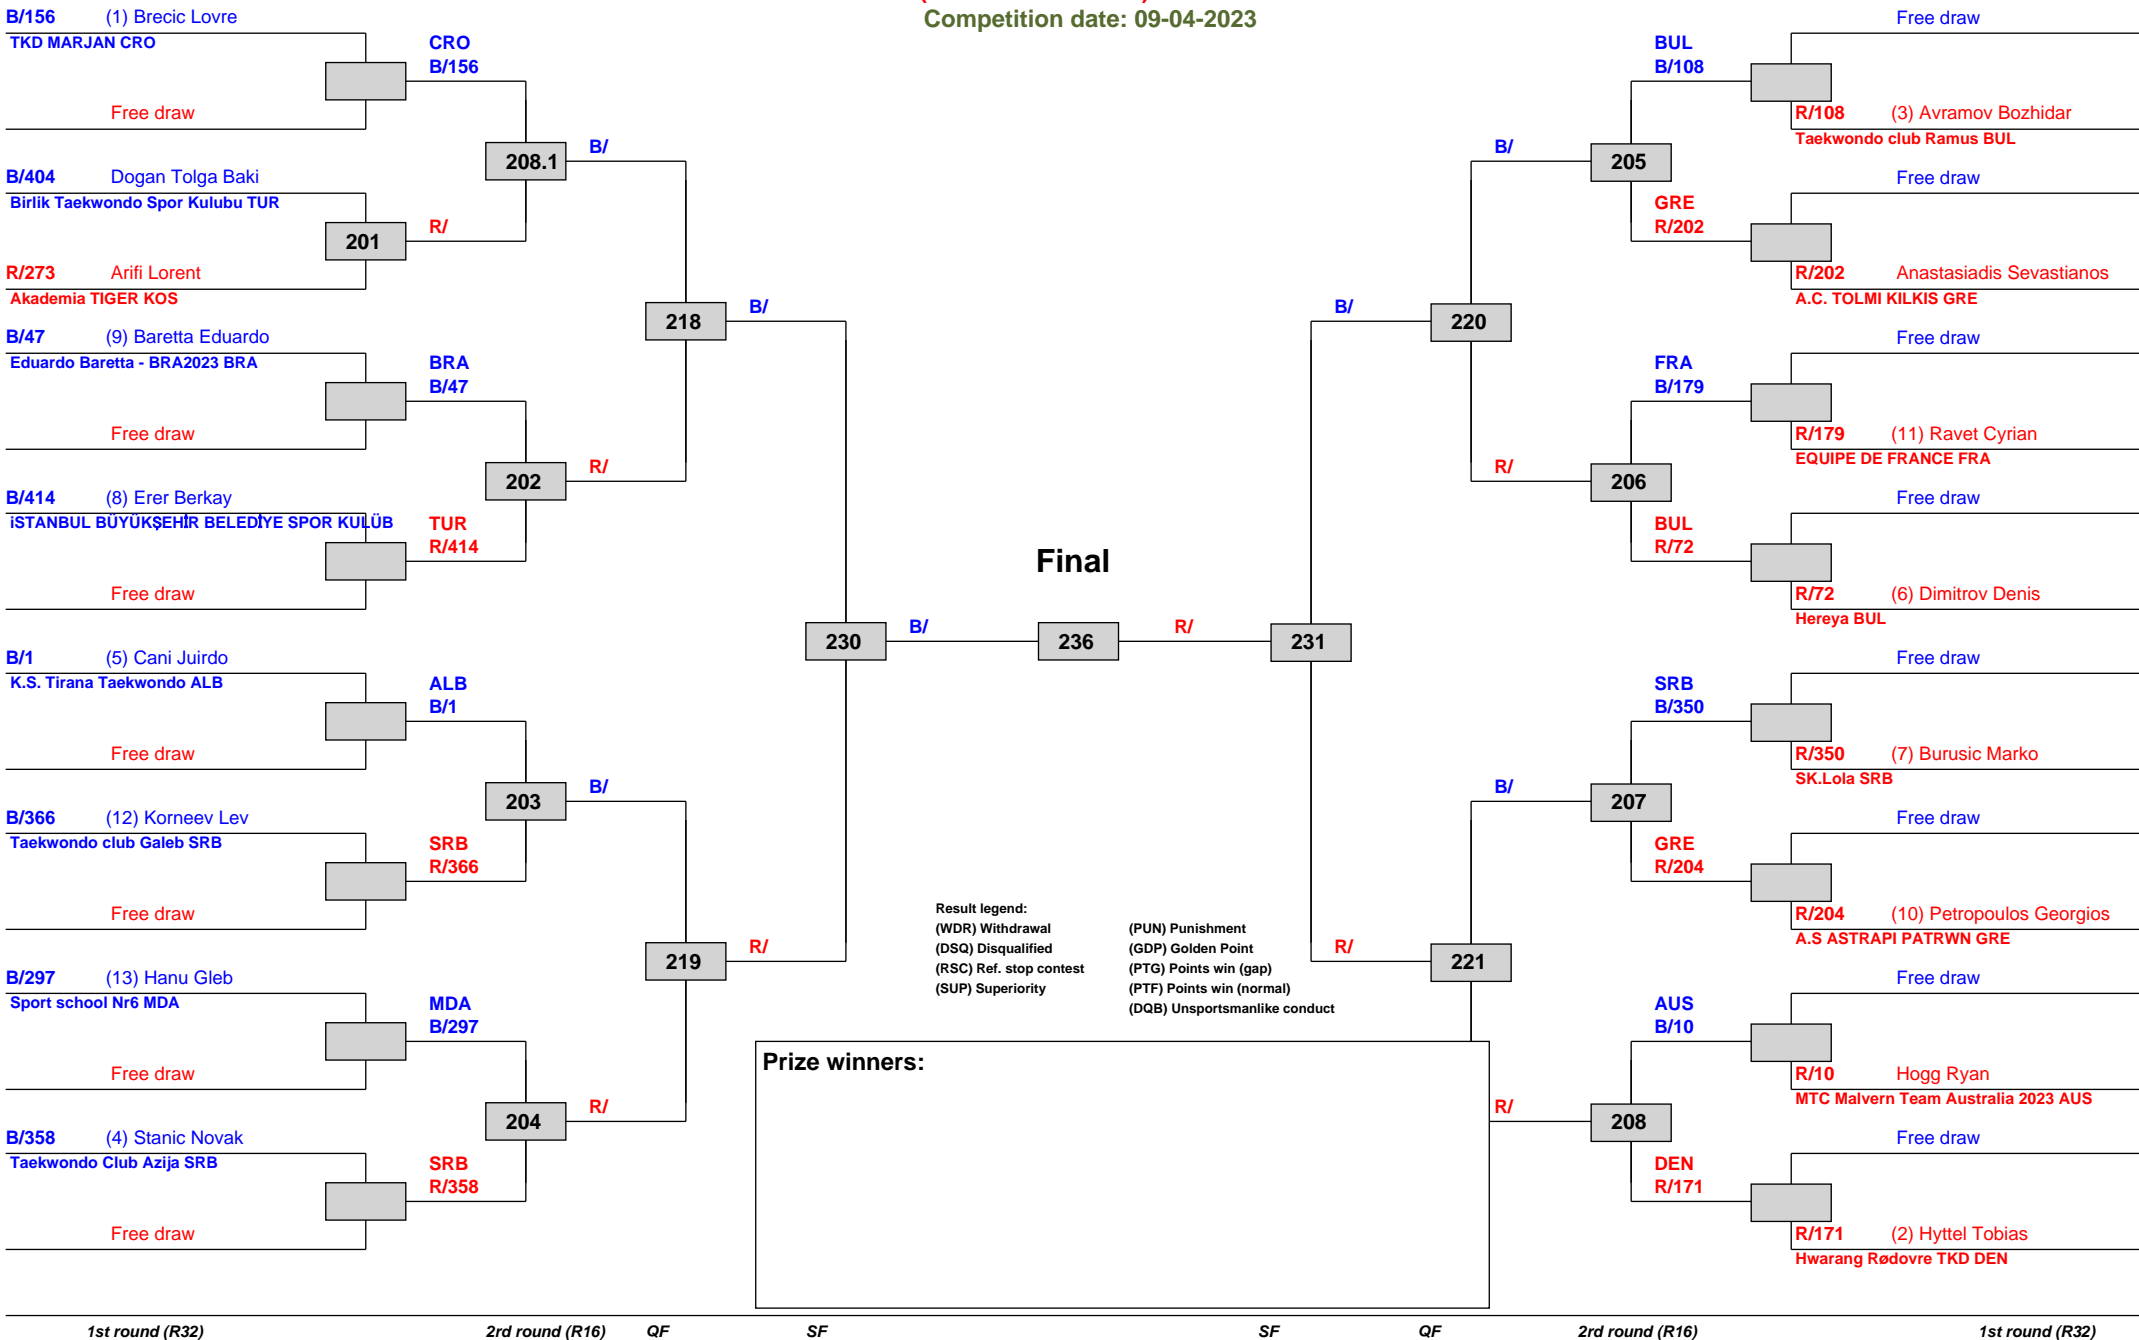 Competition date: 09-04-2023
B/156 (1) Brecic Lovre
TKD MARJAN CRO
Free draw
CRO
B/156
B/404 Dogan Tolga Baki
Birlik Taekwondo Spor Kulubu TUR
201
R/273 Arifi Lorent
Akademia TIGER KOS
R/
208.1
B/
B/47 (9) Baretta Eduardo
Eduardo Baretta - BRA2023 BRA
Free draw
BRA
B/47
B/414 (8) Erer Berkay
iSTANBUL BÜYÜKŞEHİR BELEDİYE SPOR KULÜB
Free draw
TUR
R/414
202
R/
218
B/
B/1 (5) Cani Juirdo
K.S. Tirana Taekwondo ALB
Free draw
ALB
B/1
B/366 (12) Korneev Lev
Taekwondo club Galeb SRB
Free draw
SRB
R/366
203
B/
B/297 (13) Hanu Gleb
Sport school Nr6 MDA
Free draw
MDA
B/297
B/358 (4) Stanic Novak
Taekwondo Club Azija SRB
Free draw
SRB
R/358
204
R/
219
R/
230
B/
Final
236
R/
231
B/
220
B/
205
BUL
B/108
Free draw
R/108 (3) Avramov Bozhidar
Taekwondo club Ramus BUL
GRE
R/202
Free draw
R/202 Anastasiadis Sevastianos
A.C. TOLMI KILKIS GRE
R/
206
FRA
B/179
Free draw
R/179 (11) Ravet Cyrian
EQUIPE DE FRANCE FRA
BUL
R/72
Free draw
R/72 (6) Dimitrov Denis
Hereya BUL
R/
221
B/
207
SRB
B/350
Free draw
R/350 (7) Burusic Marko
SK.Lola SRB
GRE
R/204
Free draw
R/204 (10) Petropoulos Georgios
A.S ASTRAPI PATRWN GRE
R/
208
AUS
B/10
Free draw
R/10 Hogg Ryan
MTC Malvern Team Australia 2023 AUS
DEN
R/171
Free draw
R/171 (2) Hyttel Tobias
Hwarang Rødovre TKD DEN
Result legend:
(WDR) Withdrawal (PUN) Punishment
(DSQ) Disqualified (GDP) Golden Point
(RSC) Ref. stop contest (PTG) Points win (gap)
(SUP) Superiority (PTF) Points win (normal)
(DQB) Unsportsmanlike conduct
Prize winners:
1st round (R32) 2rd round (R16) QF SF SF QF 2rd round (R16) 1st round (R32)